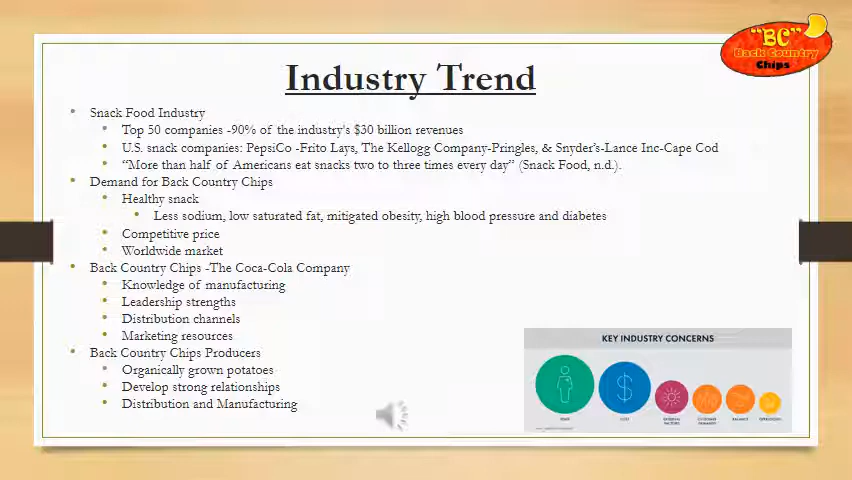 "BC"
Back Country
Chips
Industry Trend
• Snack Food Industry
• Top 50 companies -90% of the industry's $30 billion revenues
• U.S. snack companies: PepsiCo -Frito Lays, The Kellogg Company-Pringles, & Snyder's-Lance Inc-Cape Cod
• "More than half of Americans eat snacks two to three times every day" (Snack Food, n.d.).
• Demand for Back Country Chips
• Healthy snack
• Less sodium, low saturated fat, mitigated obesity, high blood pressure and diabetes
• Competitive price
• Worldwide market
• Back Country Chips -The Coca-Cola Company
• Knowledge of manufacturing
• Leadership strengths
• Distribution channels
• Marketing resources
• Back Country Chips Producers
• Organically grown potatoes
• Develop strong relationships
• Distribution and Manufacturing
KEY INDUSTRY CONCERNS